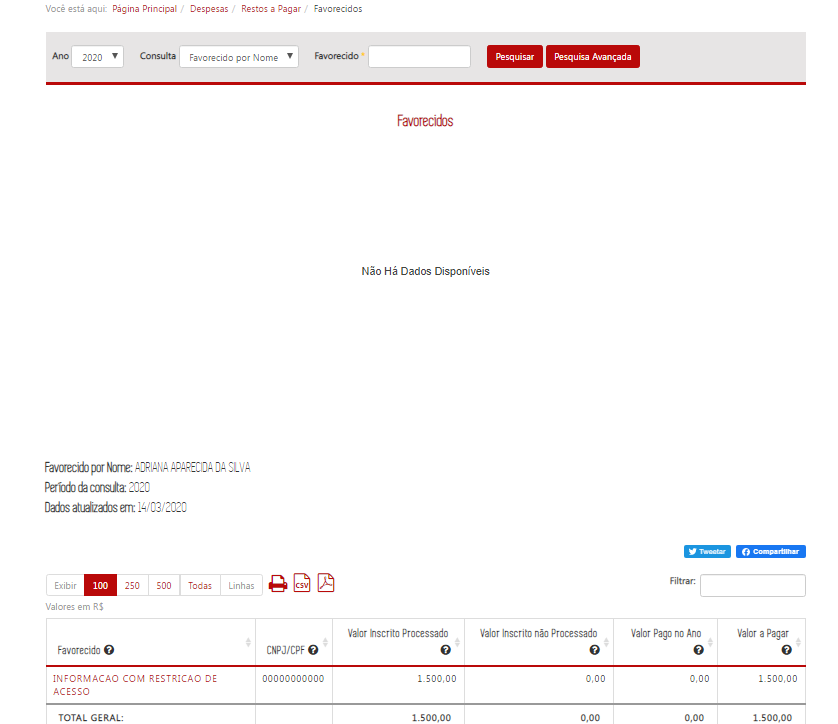 Você está aqui: Página Principal / Despesas / Restos a Pagar / Favorecidos
Ano 2020 Consulta Favorecido por Nome Favorecido * Pesquisar Pesquisa Avançada
Favorecidos
Não Há Dados Disponíveis
Favorecido por Nome: ADRIANA APARECIDA DA SILVA
Período da consulta: 2020
Dados atualizados em: 14/03/2020
Tweetar Compartilhar
Exibir 100 250 500 Todas Linhas CSV Filtrar:
Valores em R$
Favorecido CNPJ/CPF Valor Inscrito Processado Valor Inscrito não Processado Valor Pago no Ano Valor a Pagar
INFORMACAO COM RESTRICAO DE 00000000000 1.500,00 0,00 0,00 1.500,00
ACESSO
TOTAL GERAL: 1.500,00 0,00 0,00 1.500,00